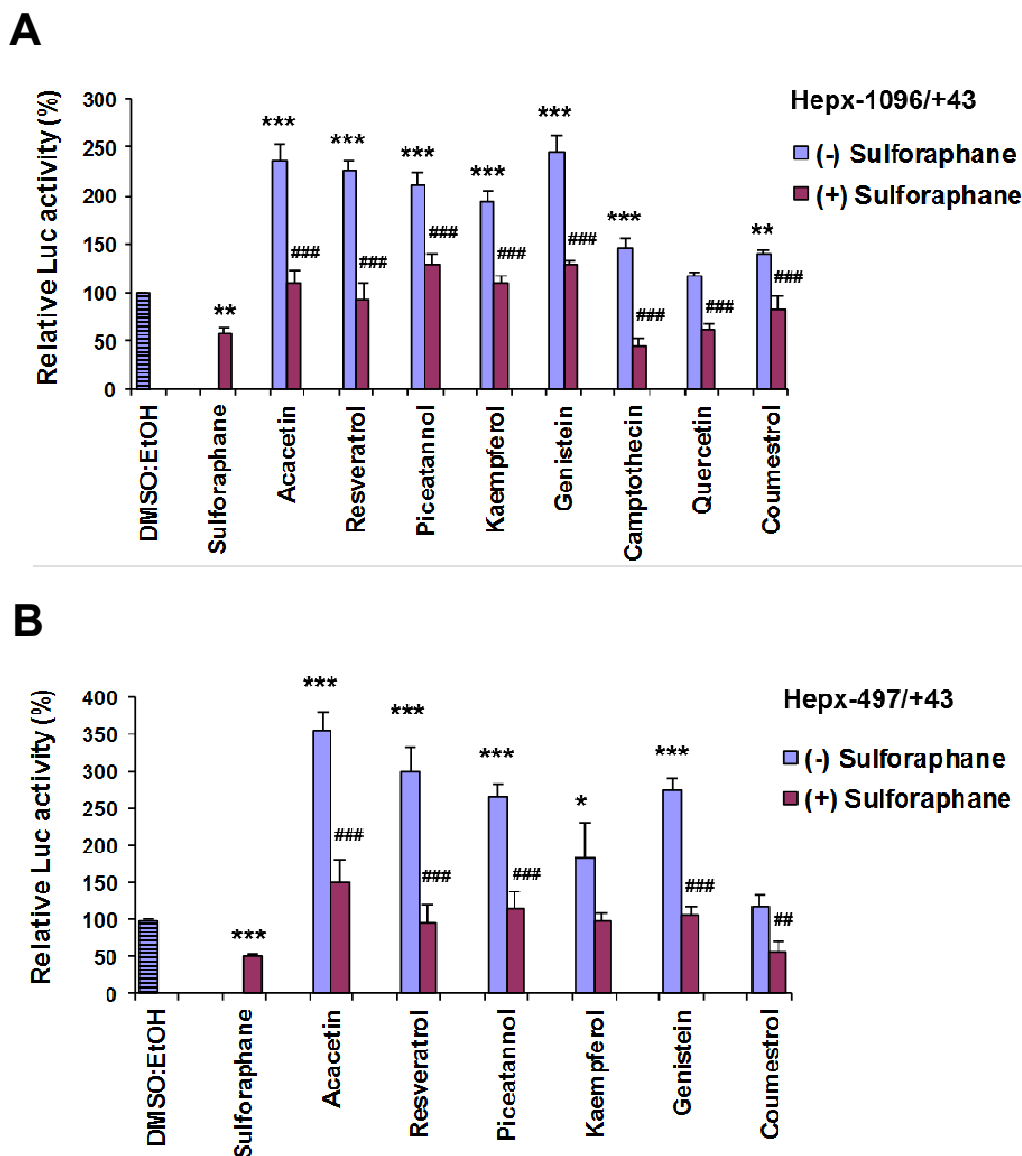 A
Relative Luc activity (%)
300
250
200
150
100
50
0
Hepx-1096/+43
(-) Sulforaphane
(+) Sulforaphane
**
***
###
***
###
***
###
***
###
***
###
***
###
###
**
###
DMSO:EtOH
Sulforaphane
Acacetin
Resveratrol
Piceatannol
Kaempferol
Genistein
Camptothecin
Quercetin
Coumestrol
B
Relative Luc activity (%)
400
350
300
250
200
150
100
50
0
Hepx-497/+43
(-) Sulforaphane
(+) Sulforaphane
***
***
###
***
###
***
###
*
***
###
##
DMSO:EtOH
Sulforaphane
Acacetin
Resveratrol
Piceatannol
Kaempferol
Genistein
Coumestrol